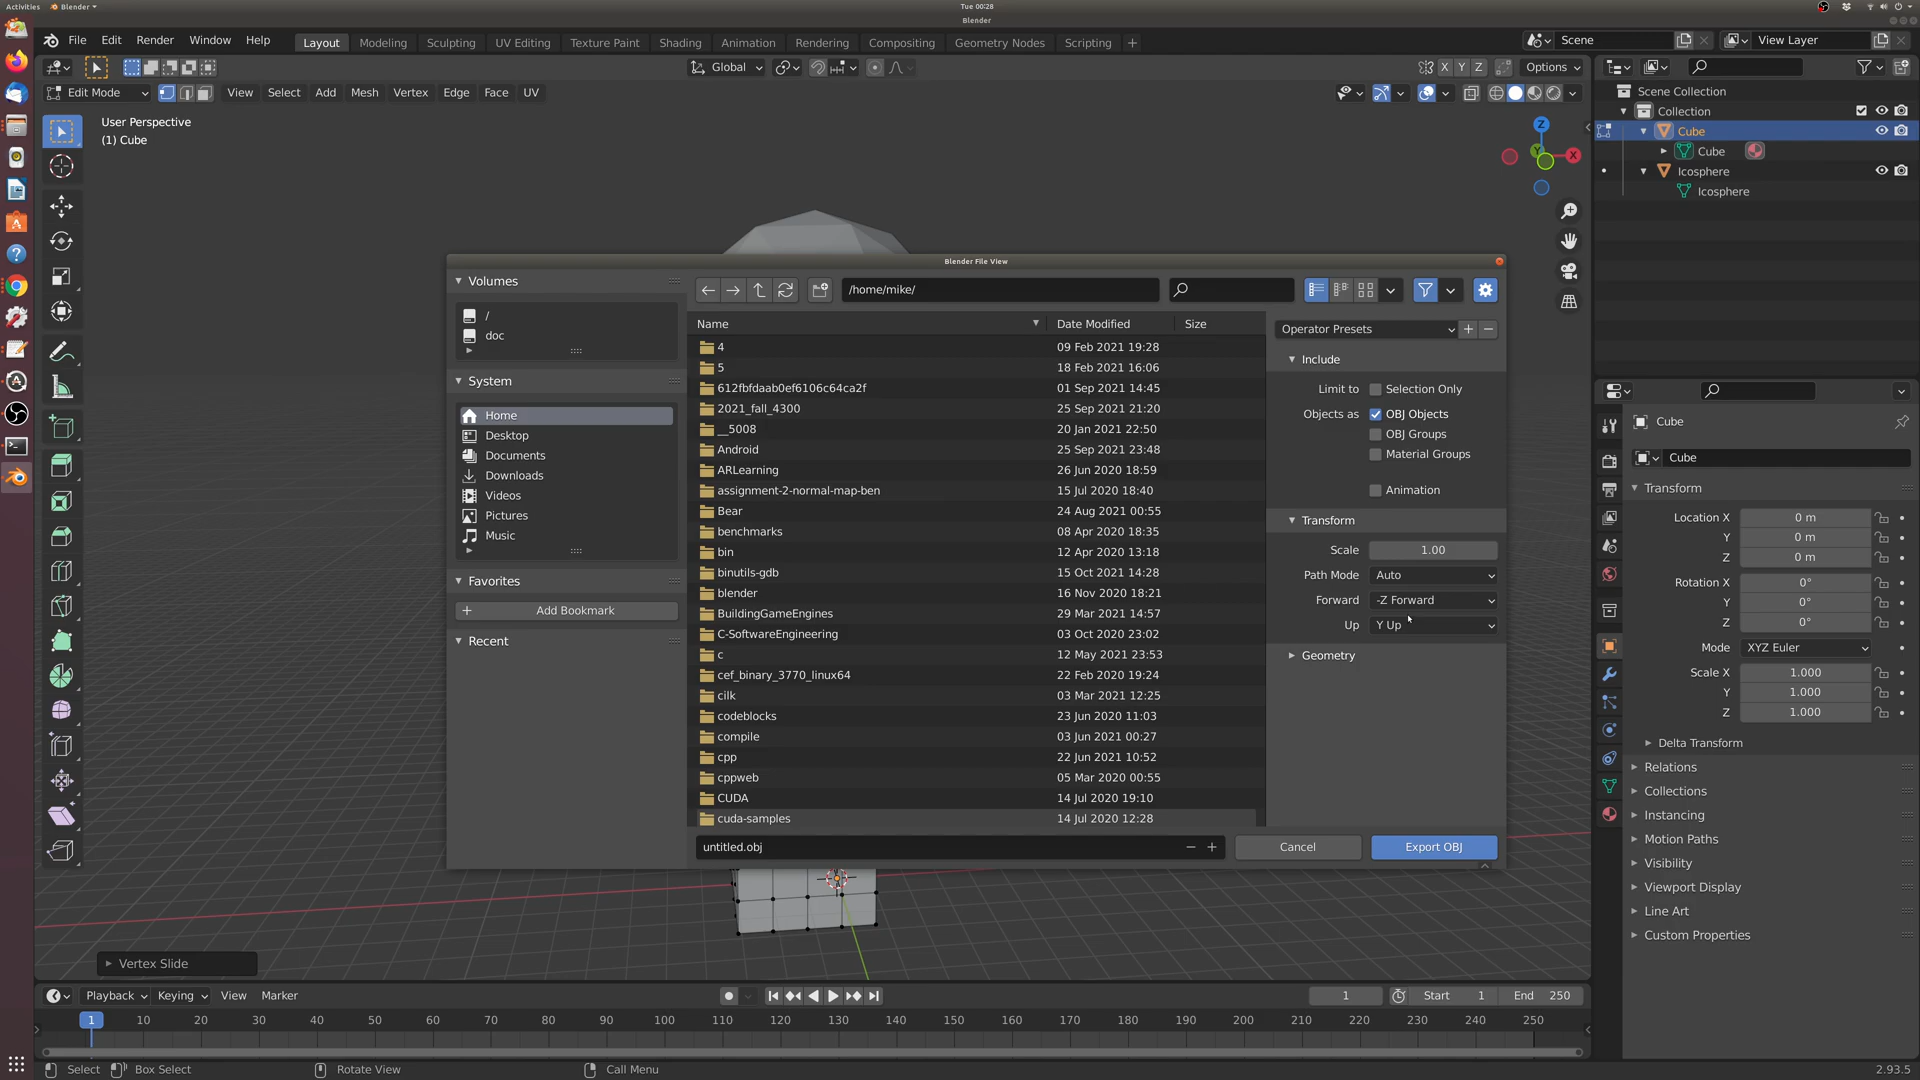 Activities Blender
Tue 00:28
Blender
File Edit Render Window Help Layout Modeling Sculpting UV Editing Texture Paint Shading Animation Rendering Compositing Geometry Nodes Scripting + Scene View Layer
Global X Y Z Options
Edit Mode View Select Add Mesh Vertex Edge Face UV
User Perspective
(1) Cube
Z
Y
X
Scene Collection
Collection
Cube
Cube
Icosphere
Icosphere
Blender File View
Volumes
/
doc
System
Home
Desktop
Documents
Downloads
Videos
Pictures
Music
Favorites
+ Add Bookmark
Recent
/home/mike/
Name Date Modified Size
4 09 Feb 2021 19:28
5 18 Feb 2021 16:06
612fbfdaab0ef6106c64ca2f 01 Sep 2021 14:45
2021_fall_4300 25 Sep 2021 21:20
__5008 20 Jan 2021 22:50
Android 25 Sep 2021 23:48
ARLearning 26 Jun 2020 18:59
assignment-2-normal-map-ben 15 Jul 2020 18:40
Bear 24 Aug 2021 00:55
benchmarks 08 Apr 2020 18:35
bin 12 Apr 2020 13:18
binutils-gdb 15 Oct 2021 14:28
blender 16 Nov 2020 18:21
BuildingGameEngines 29 Mar 2021 14:57
C-SoftwareEngineering 03 Oct 2020 23:02
c 12 May 2021 23:53
cef_binary_3770_linux64 22 Feb 2020 19:24
cilk 03 Mar 2021 12:25
codeblocks 23 Jun 2020 11:03
compile 03 Jun 2021 00:27
cpp 22 Jun 2021 10:52
cppweb 05 Mar 2020 00:55
CUDA 14 Jul 2020 19:10
cuda-samples 14 Jul 2020 12:28
untitled.obj − + Cancel Export OBJ
Operator Presets + −
Include
Limit to Selection Only
Objects as OBJ Objects
OBJ Groups
Material Groups
Animation
Transform
Scale 1.00
Path Mode Auto
Forward -Z Forward
Up Y Up
Geometry
Cube
Cube
Transform
Location X 0 m
Y 0 m
Z 0 m
Rotation X 0°
Y 0°
Z 0°
Mode XYZ Euler
Scale X 1.000
Y 1.000
Z 1.000
Delta Transform
Relations
Collections
Instancing
Motion Paths
Visibility
Viewport Display
Line Art
Custom Properties
Vertex Slide
Playback Keying View Marker 1 Start 1 End 250
1 10 20 30 40 50 60 70 80 90 100 110 120 130 140 150 160 170 180 190 200 210 220 230 240 250
Select Box Select Rotate View Call Menu 2.93.5